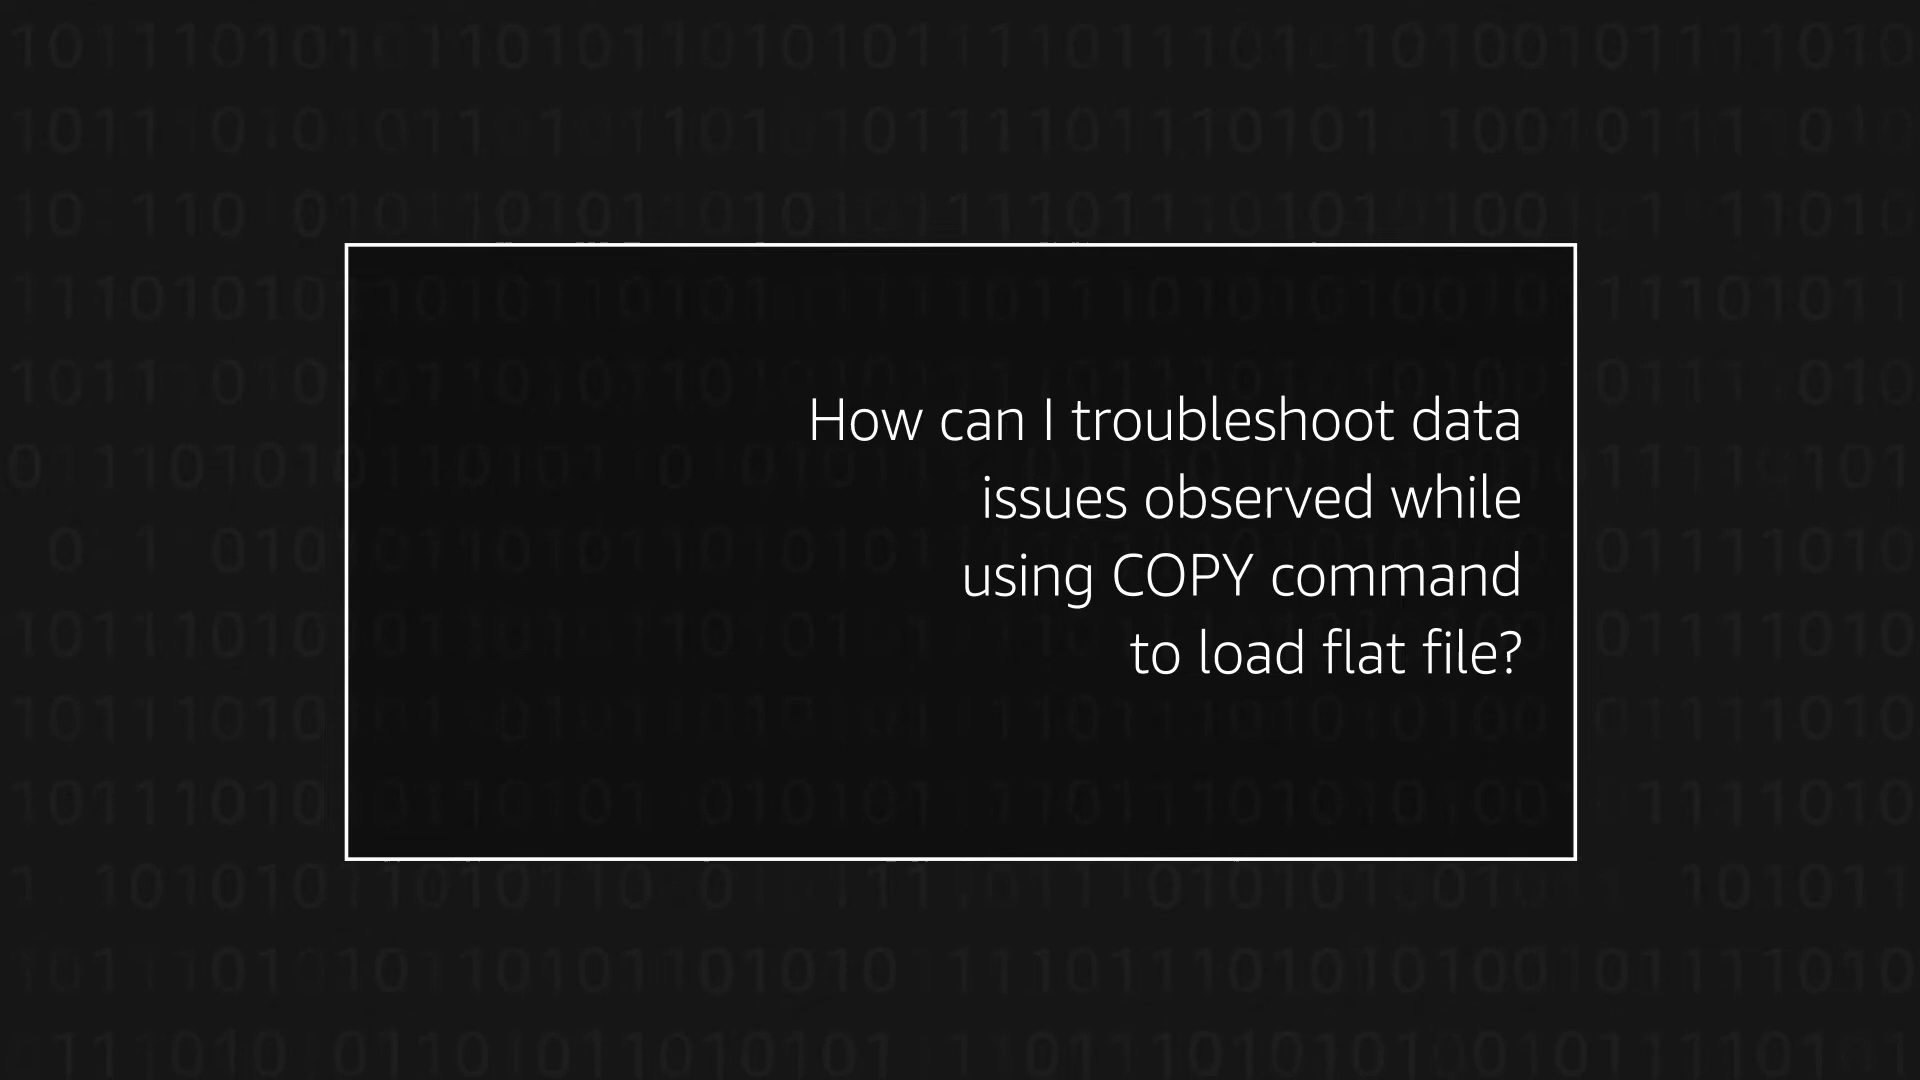 How can I troubleshoot data
issues observed while
using COPY command
to load flat file?